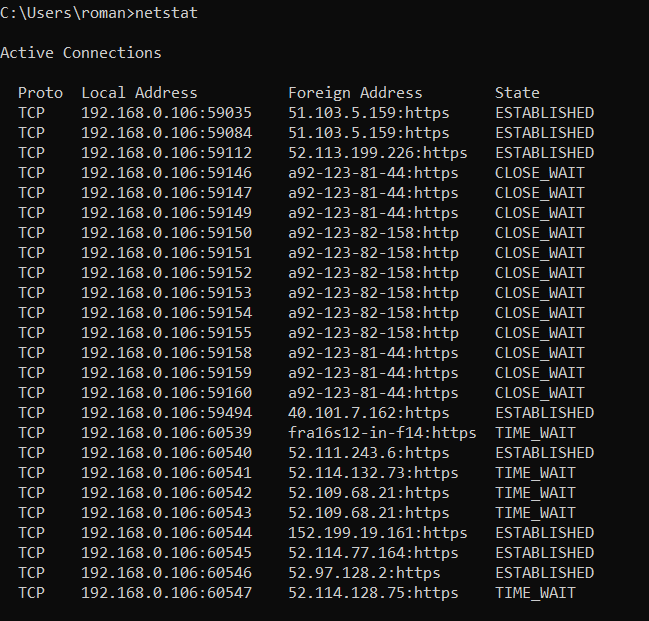 C:\Users\roman>netstat
Active Connections
Proto Local Address Foreign Address State
TCP 192.168.0.106:59035 51.103.5.159:https ESTABLISHED
TCP 192.168.0.106:59084 51.103.5.159:https ESTABLISHED
TCP 192.168.0.106:59112 52.113.199.226:https ESTABLISHED
TCP 192.168.0.106:59146 a92-123-81-44:https CLOSE_WAIT
TCP 192.168.0.106:59147 a92-123-81-44:https CLOSE_WAIT
TCP 192.168.0.106:59149 a92-123-81-44:https CLOSE_WAIT
TCP 192.168.0.106:59150 a92-123-82-158:http CLOSE_WAIT
TCP 192.168.0.106:59151 a92-123-82-158:http CLOSE_WAIT
TCP 192.168.0.106:59152 a92-123-82-158:http CLOSE_WAIT
TCP 192.168.0.106:59153 a92-123-82-158:http CLOSE_WAIT
TCP 192.168.0.106:59154 a92-123-82-158:http CLOSE_WAIT
TCP 192.168.0.106:59155 a92-123-82-158:http CLOSE_WAIT
TCP 192.168.0.106:59158 a92-123-81-44:https CLOSE_WAIT
TCP 192.168.0.106:59159 a92-123-81-44:https CLOSE_WAIT
TCP 192.168.0.106:59160 a92-123-81-44:https CLOSE_WAIT
TCP 192.168.0.106:59494 40.101.7.162:https ESTABLISHED
TCP 192.168.0.106:60539 fra16s12-in-f14:https TIME_WAIT
TCP 192.168.0.106:60540 52.111.243.6:https ESTABLISHED
TCP 192.168.0.106:60541 52.114.132.73:https TIME_WAIT
TCP 192.168.0.106:60542 52.109.68.21:https TIME_WAIT
TCP 192.168.0.106:60543 52.109.68.21:https TIME_WAIT
TCP 192.168.0.106:60544 152.199.19.161:https ESTABLISHED
TCP 192.168.0.106:60545 52.114.77.164:https ESTABLISHED
TCP 192.168.0.106:60546 52.97.128.2:https ESTABLISHED
TCP 192.168.0.106:60547 52.114.128.75:https TIME_WAIT